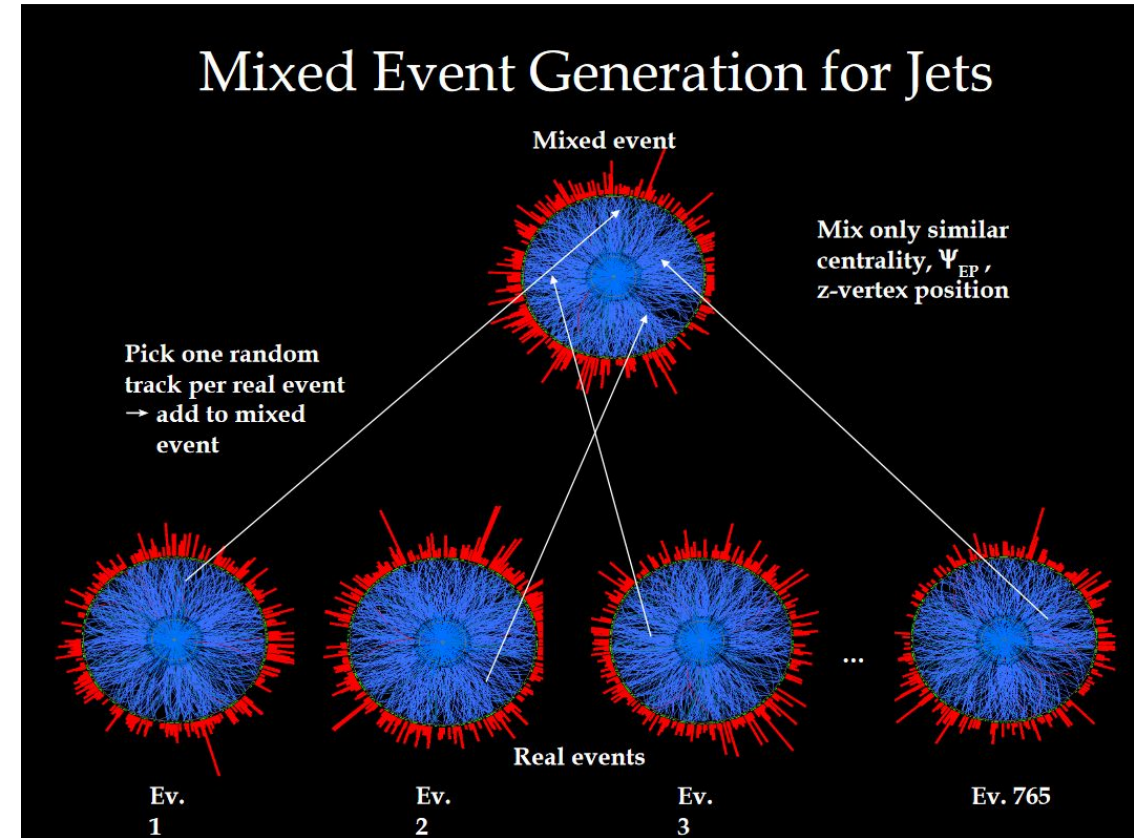 Mixed Event Generation for Jets
Mixed event
Mix only similar
centrality, Ψ_EP ,
z-vertex position
Pick one random
track per real event
→ add to mixed
event
...
Real events
Ev.
1
Ev.
2
Ev.
3
Ev. 765